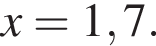 x = 1,7.